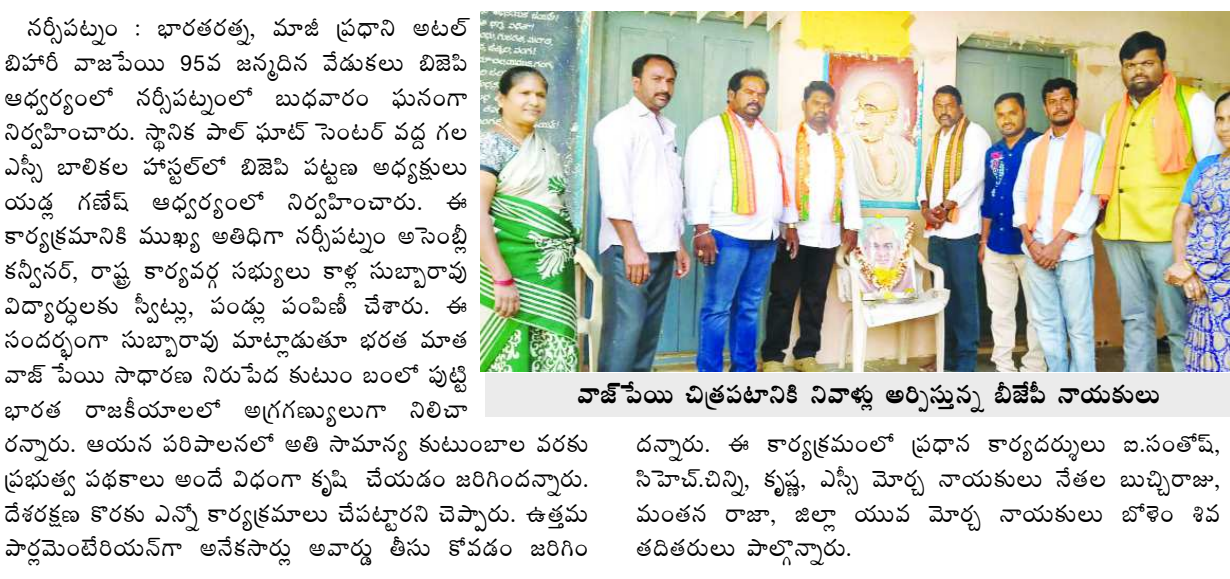 నర్సీపట్నం : భారతరత్న, మాజీ ప్రధాని అటల్
బిహారీ వాజపేయి 95వ జన్మదిన వేడుకలు బిజెపి
ఆధ్వర్యంలో నర్సీపట్నంలో బుధవారం ఘనంగా
నిర్వహించారు. స్థానిక పాల్ ఘాట్ సెంటర్ వద్ద గల
ఎస్సీ బాలికల హాస్టల్‌లో బిజెపి పట్టణ అధ్యక్షులు
యడ్ల గణేష్ ఆధ్వర్యంలో నిర్వహించారు. ఈ
కార్యక్రమానికి ముఖ్య అతిధిగా నర్సీపట్నం అసెంబ్లీ
కన్వీనర్, రాష్ట్ర కార్యవర్గ సభ్యులు కాళ్ల సుబ్బారావు
విద్యార్థులకు స్వీట్లు, పండ్లు పంపిణీ చేశారు. ఈ
సందర్భంగా సుబ్బారావు మాట్లాడుతూ భరత మాత
వాజ్ పేయి సాధారణ నిరుపేద కుటుం బంలో పుట్టి
భారత రాజకీయాలలో అగ్రగణ్యులుగా నిలిచా
రన్నారు. ఆయన పరిపాలనలో అతి సామాన్య కుటుంబాల వరకు
ప్రభుత్వ పథకాలు అందే విధంగా కృషి చేయడం జరిగిందన్నారు.
దేశరక్షణ కొరకు ఎన్నో కార్యక్రమాలు చేపట్టారని చెప్పారు. ఉత్తమ
పార్లమెంటేరియన్‌గా అనేకసార్లు అవార్డు తీసు కోవడం జరిగిం
వాజ్‌పేయి చిత్రపటానికి నివాళ్లు అర్పిస్తున్న బీజేపీ నాయకులు
దన్నారు. ఈ కార్యక్రమంలో ప్రధాన కార్యదర్శులు ఐ.సంతోష్,
సిహెచ్.చిన్ని, కృష్ణ, ఎస్సీ మోర్చ నాయకులు నేతల బుచ్చిరాజు,
మంతన రాజా, జిల్లా యువ మోర్చ నాయకులు బోళెం శివ
తదితరులు పాల్గొన్నారు.